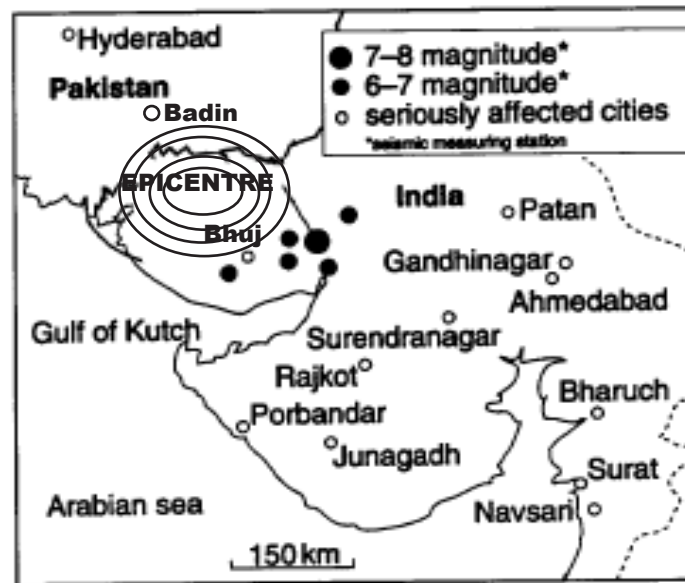 Hyderabad
Pakistan
7–8 magnitude*
6–7 magnitude*
seriously affected cities
*seismic measuring station
Badin
EPICENTRE
India
Patan
Bhuj
Gandhinagar
Ahmedabad
Gulf of Kutch
Surendranagar
Rajkot
Bharuch
Porbandar
Junagadh
Surat
Arabian sea
Navsari
150 km